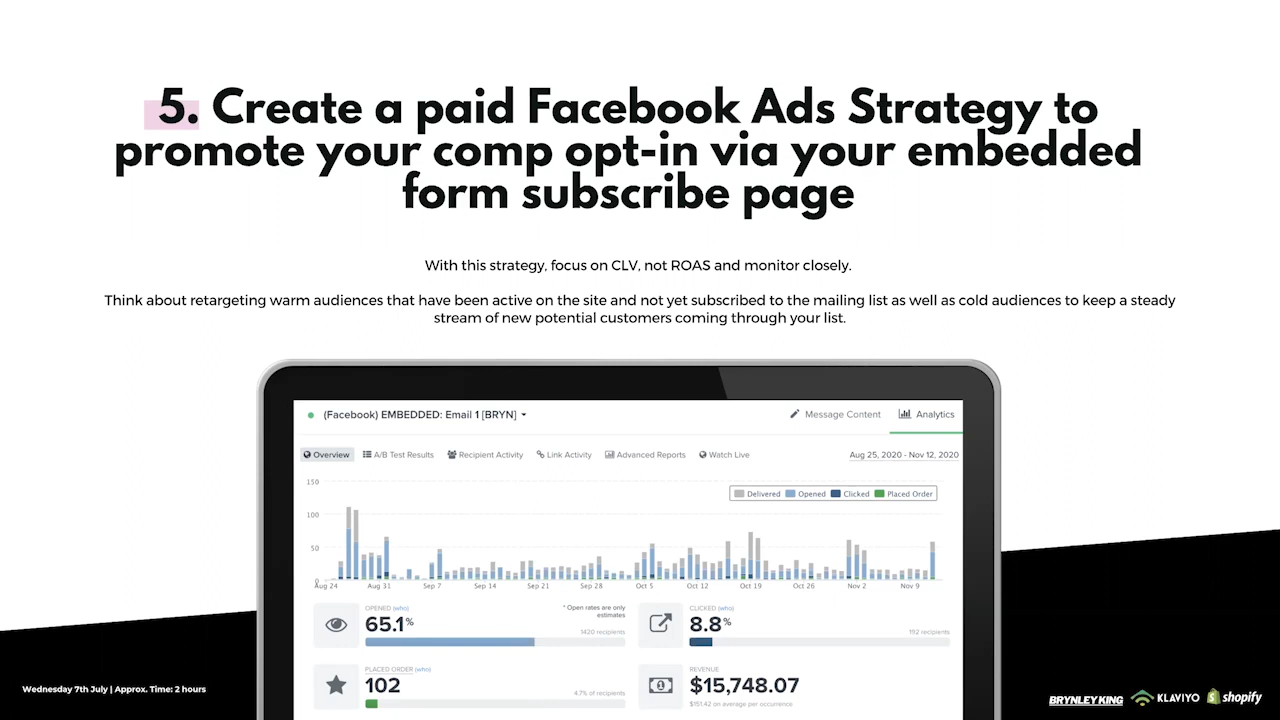 5. Create a paid Facebook Ads Strategy to
promote your comp opt-in via your embedded
form subscribe page
With this strategy, focus on CLV, not ROAS and monitor closely.
Think about retargeting warm audiences that have been active on the site and not yet subscribed to the mailing list as well as cold audiences to keep a steady
stream of new potential customers coming through your list.
(Facebook) EMBEDDED: Email 1 [BRYN]
Message Content
Analytics
Overview
A/B Test Results
Recipient Activity
Link Activity
Advanced Reports
Watch Live
Aug 25, 2020 - Nov 12, 2020
150
Delivered Opened Clicked Placed Order
100
50
0
Aug 24 Aug 31 Sep 7 Sep 14 Sep 21 Sep 28 Oct 5 Oct 12 Oct 19 Oct 26 Nov 2 Nov 9
OPENED (who)
* Open rates are only
estimates
65.1%
1420 recipients
CLICKED (who)
8.8%
192 recipients
PLACED ORDER (who)
102
4.7% of recipients
REVENUE
$15,748.07
$151.42 on average per occurrence
Wednesday 7th July | Approx. Time: 2 hours
BRYNLEY KING
KLAVIYO
shopify